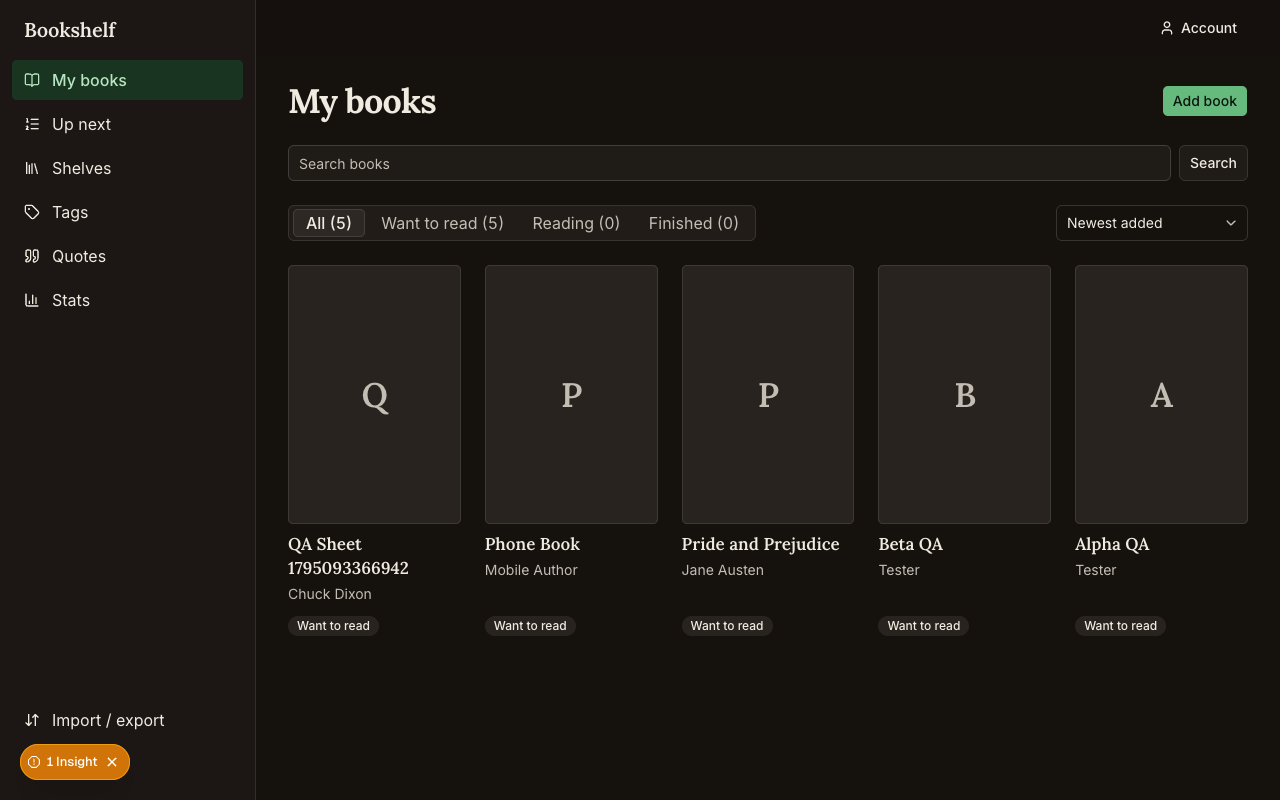 Bookshelf
Account
My books
Up next
Shelves
Tags
Quotes
Stats
Import / export
1 Insight
My books
Add book
Search books
Search
All (5)
Want to read (5)
Reading (0)
Finished (0)
Newest added
Q
P
P
B
A
QA Sheet
1795093366942
Chuck Dixon
Want to read
Phone Book
Mobile Author
Want to read
Pride and Prejudice
Jane Austen
Want to read
Beta QA
Tester
Want to read
Alpha QA
Tester
Want to read